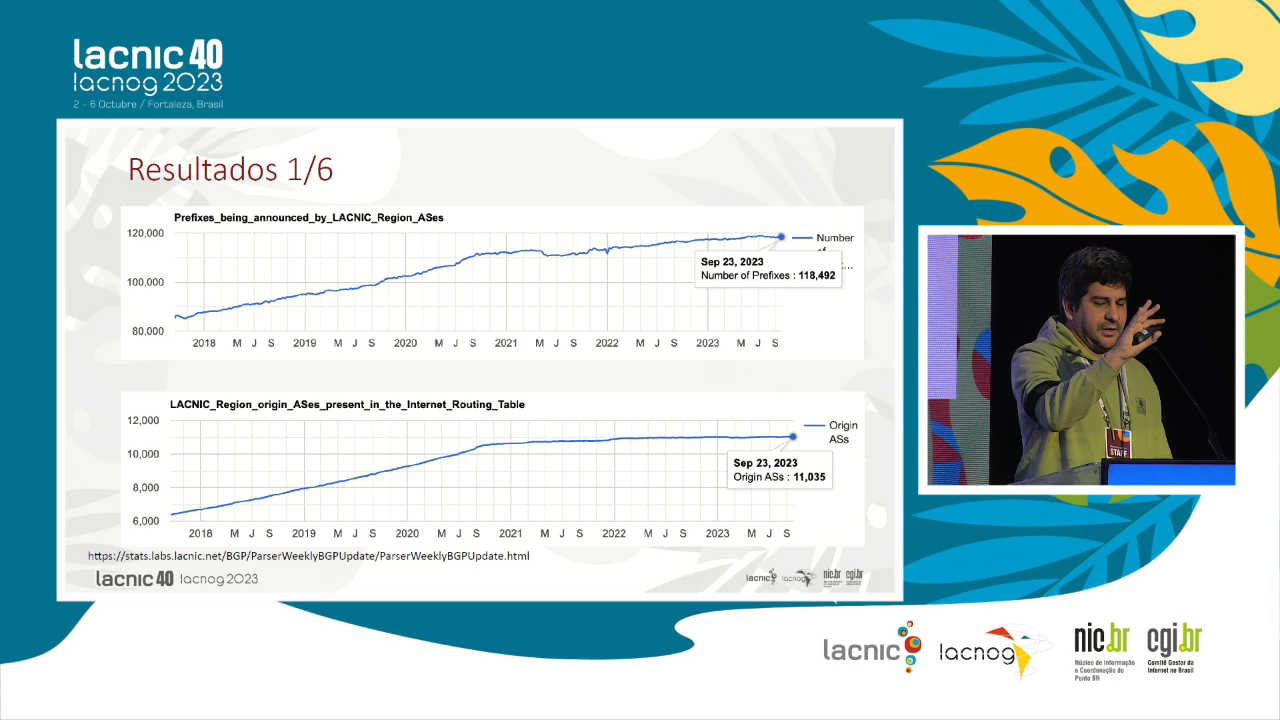 lacnic 40
lacnog 2023
2 - 6 Octubre / Fortaleza, Brasil
Resultados 1/6
Prefixes_being_announced_by_LACNIC_Region_ASes
120,000
100,000
80,000
Number
Sep 23, 2023
Number of Prefixes : 118,492
2018 M J S 2019 M J S 2020 M J S 2021 M J S 2022 M J S 2023 M J S
LACNIC_Region_Origin_ASes_present_in_the_Internet_Routing_Table
12,000
10,000
8,000
6,000
Origin
ASs
Sep 23, 2023
Origin ASs : 11,035
2018 M J S 2019 M J S 2020 M J S 2021 M J S 2022 M J S 2023 M J S
https://stats.labs.lacnic.net/BGP/ParserWeeklyBGPUpdate/ParserWeeklyBGPUpdate.html
lacnic 40 lacnog 2023
lacnic lacnog nic.br cgi.br
STAFF
lacnic
lacnog
nic.br
Núcleo de Informação
e Coordenação do
Ponto BR
cgi.br
Comitê Gestor da
Internet no Brasil